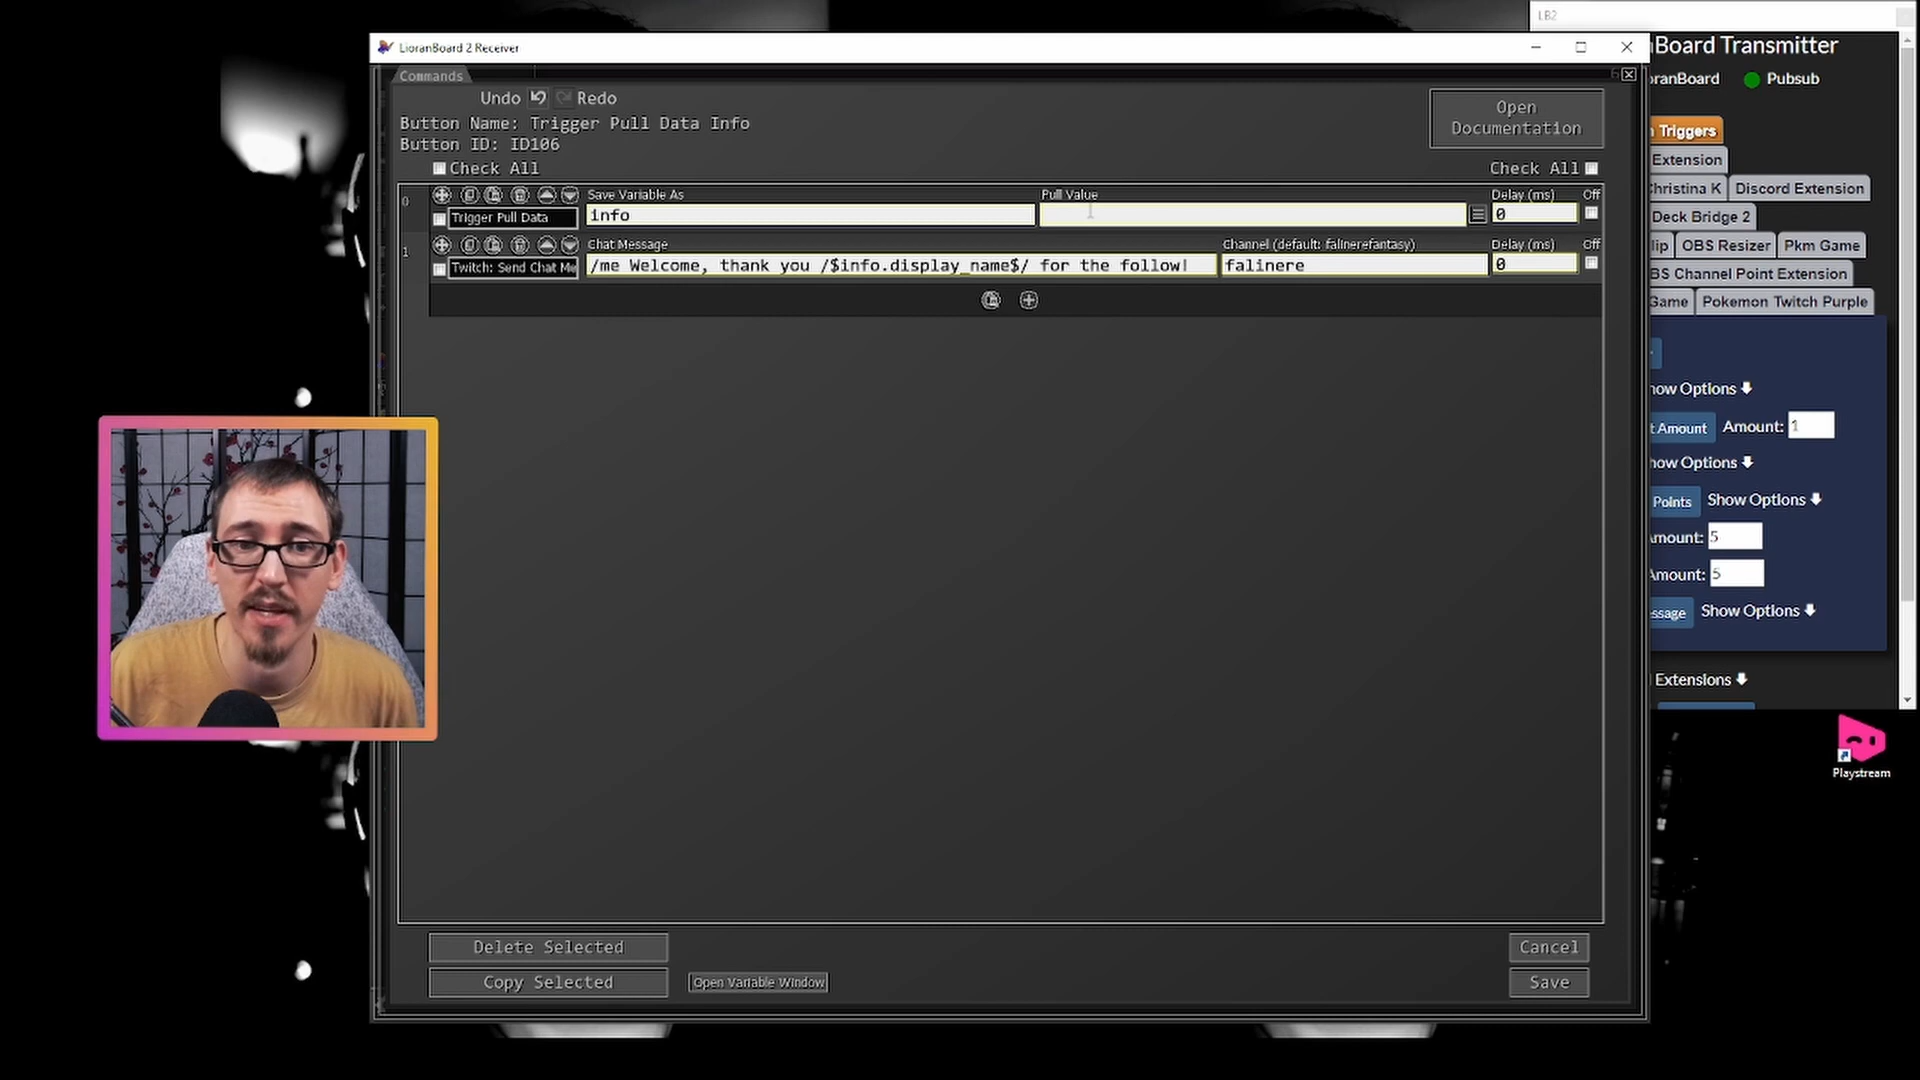 LB2
LioranBoard 2 Receiver
Board Transmitter
Commands
oranBoard
Pubsub
Undo
Redo
Open
Documentation
Button Name: Trigger Pull Data Info
Button ID: ID106
Check All
Check All
Triggers
Extension
Christina K
Discord Extension
Deck Bridge 2
OBS Resizer
Pkm Game
BS Channel Point Extension
Game
Pokemon Twitch Purple
0
Save Variable As
Pull Value
Delay (ms)
Off
Trigger Pull Data
info
0
1
Chat Message
Channel (default: falinerefantasy)
Delay (ms)
Off
Twitch: Send Chat Me
/me Welcome, thank you /$info.display_name$/ for the follow!
falinere
0
how Options
t Amount
Amount: 1
how Options
Points
Show Options
Amount: 5
Amount: 5
ssage
Show Options
Extensions
Playstream
Delete Selected
Cancel
Copy Selected
Open Variable Window
Save